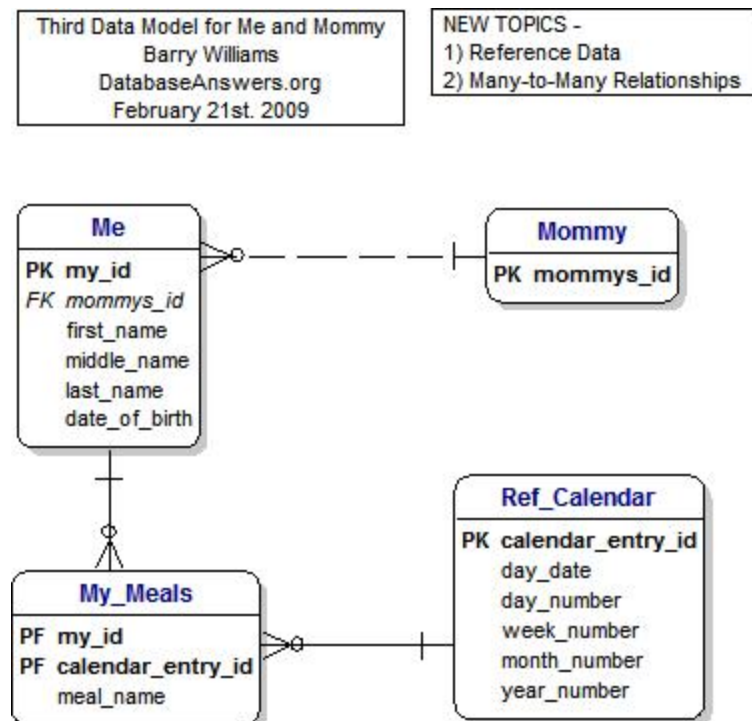 Third Data Model for Me and Mommy
Barry Williams
DatabaseAnswers.org
February 21st. 2009
NEW TOPICS -
1) Reference Data
2) Many-to-Many Relationships
Me
PK my_id
FK mommys_id
first_name
middle_name
last_name
date_of_birth
Mommy
PK mommys_id
Ref_Calendar
PK calendar_entry_id
day_date
day_number
week_number
month_number
year_number
My_Meals
PF my_id
PF calendar_entry_id
meal_name